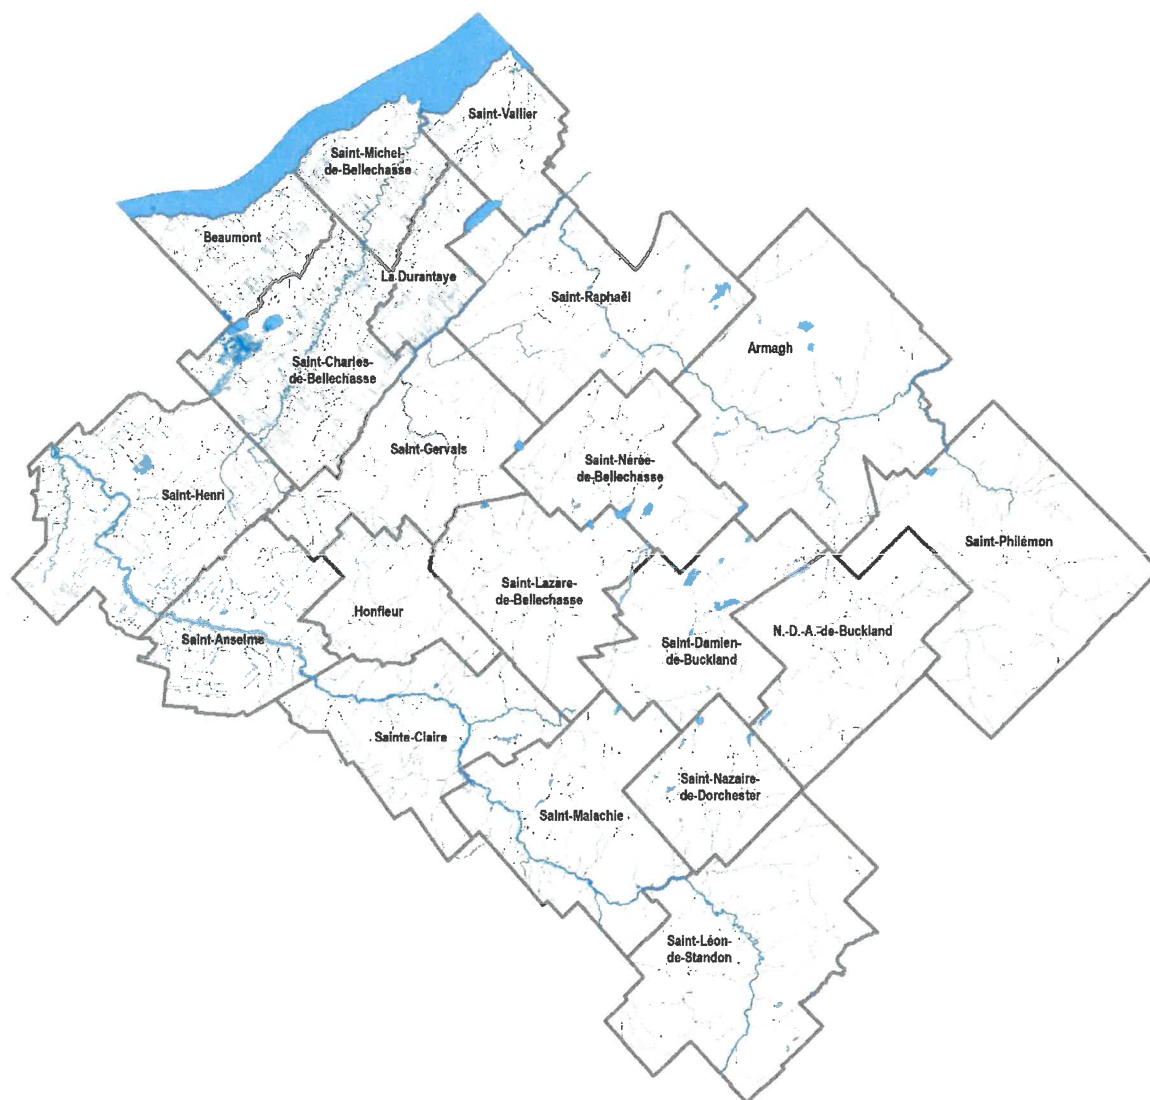 Saint-Vallier
Saint-Michel-
de-Bellechasse
Beaumont
La Durantaye
Saint-Raphaël
Armagh
Saint-Charles-
de-Bellechasse
Saint-Gervais
Saint-Nérée-
de-Bellechasse
Saint-Henri
Saint-Philémon
Saint-Lazare-
de-Bellechasse
Honfleur
Saint-Anselme
Saint-Damien-
de-Buckland
N.-D.-A.-de-Buckland
Sainte-Claire
Saint-Nazaire-
de-Dorchester
Saint-Malachie
Saint-Léon-
de-Standon